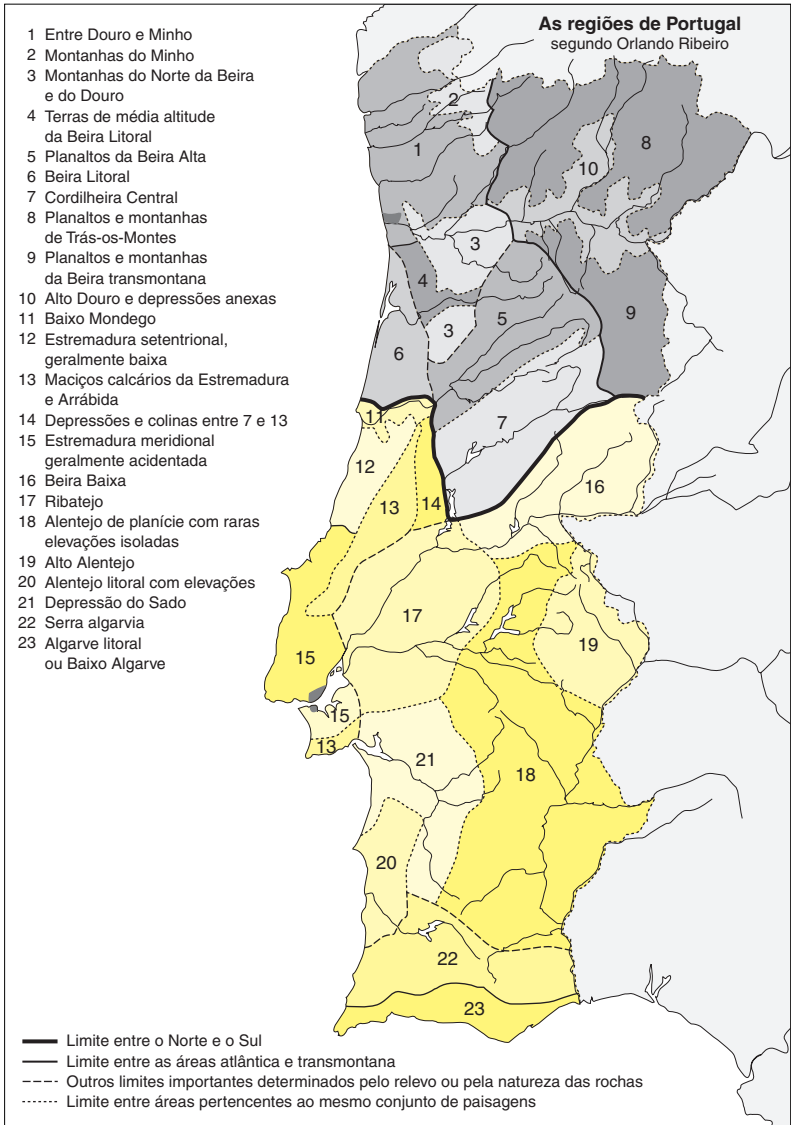 As regiões de Portugal
segundo Orlando Ribeiro
1 Entre Douro e Minho
2 Montanhas do Minho
3 Montanhas do Norte da Beira
e do Douro
4 Terras de média altitude
da Beira Litoral
5 Planaltos da Beira Alta
6 Beira Litoral
7 Cordilheira Central
8 Planaltos e montanhas
de Trás-os-Montes
9 Planaltos e montanhas
da Beira transmontana
10 Alto Douro e depressões anexas
11 Baixo Mondego
12 Estremadura setentrional,
geralmente baixa
13 Maciços calcários da Estremadura
e Arrábida
14 Depressões e colinas entre 7 e 13
15 Estremadura meridional
geralmente acidentada
16 Beira Baixa
17 Ribatejo
18 Alentejo de planície com raras
elevações isoladas
19 Alto Alentejo
20 Alentejo litoral com elevações
21 Depressão do Sado
22 Serra algarvia
23 Algarve litoral
ou Baixo Algarve
2
1
8
10
3
4
5
9
3
6
7
11
12
16
13
14
17
19
15
15
13
21
18
20
22
23
Limite entre o Norte e o Sul
Limite entre as áreas atlântica e transmontana
Outros limites importantes determinados pelo relevo ou pela natureza das rochas
Limite entre áreas pertencentes ao mesmo conjunto de paisagens